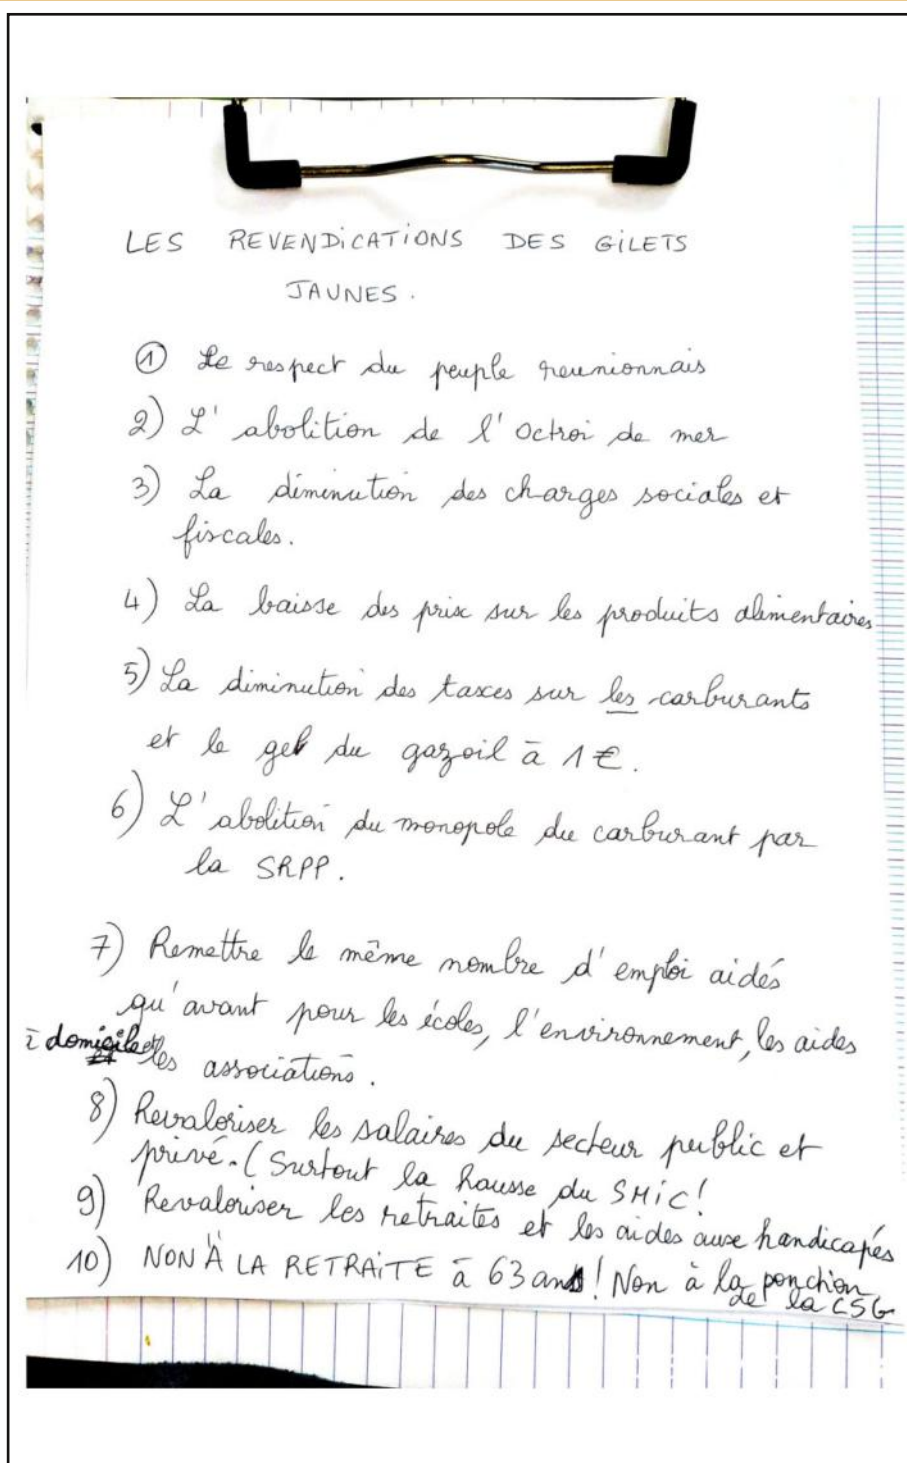 LES REVENDiCATiONS DES GiLETS
JAUNES.
① Le respect du peuple reunionnais
2) L' abolition de l' octroi de mer
3) La diminution des charges sociales et
fiscales.
4) La baisse des prix sur les produits alimentaires
5) La diminution des taxes sur les carburants
et le gel du gazoil à 1€.
6) L' abolition du monopole du carburant par
la SRPP.
7) Remettre le même nombre d' emploi aidés
qu'avant pour les écoles, l'environnement, les aides
à domicile et les associations.
8) Revaloriser les salaires du secteur public et
privé. (Surtout la hausse du SMiC!
9) Revaloriser les retraites et les aides aux handicapés
10) NON À LA RETRAiTE à 63 ans! Non à la ponction
de la CSG